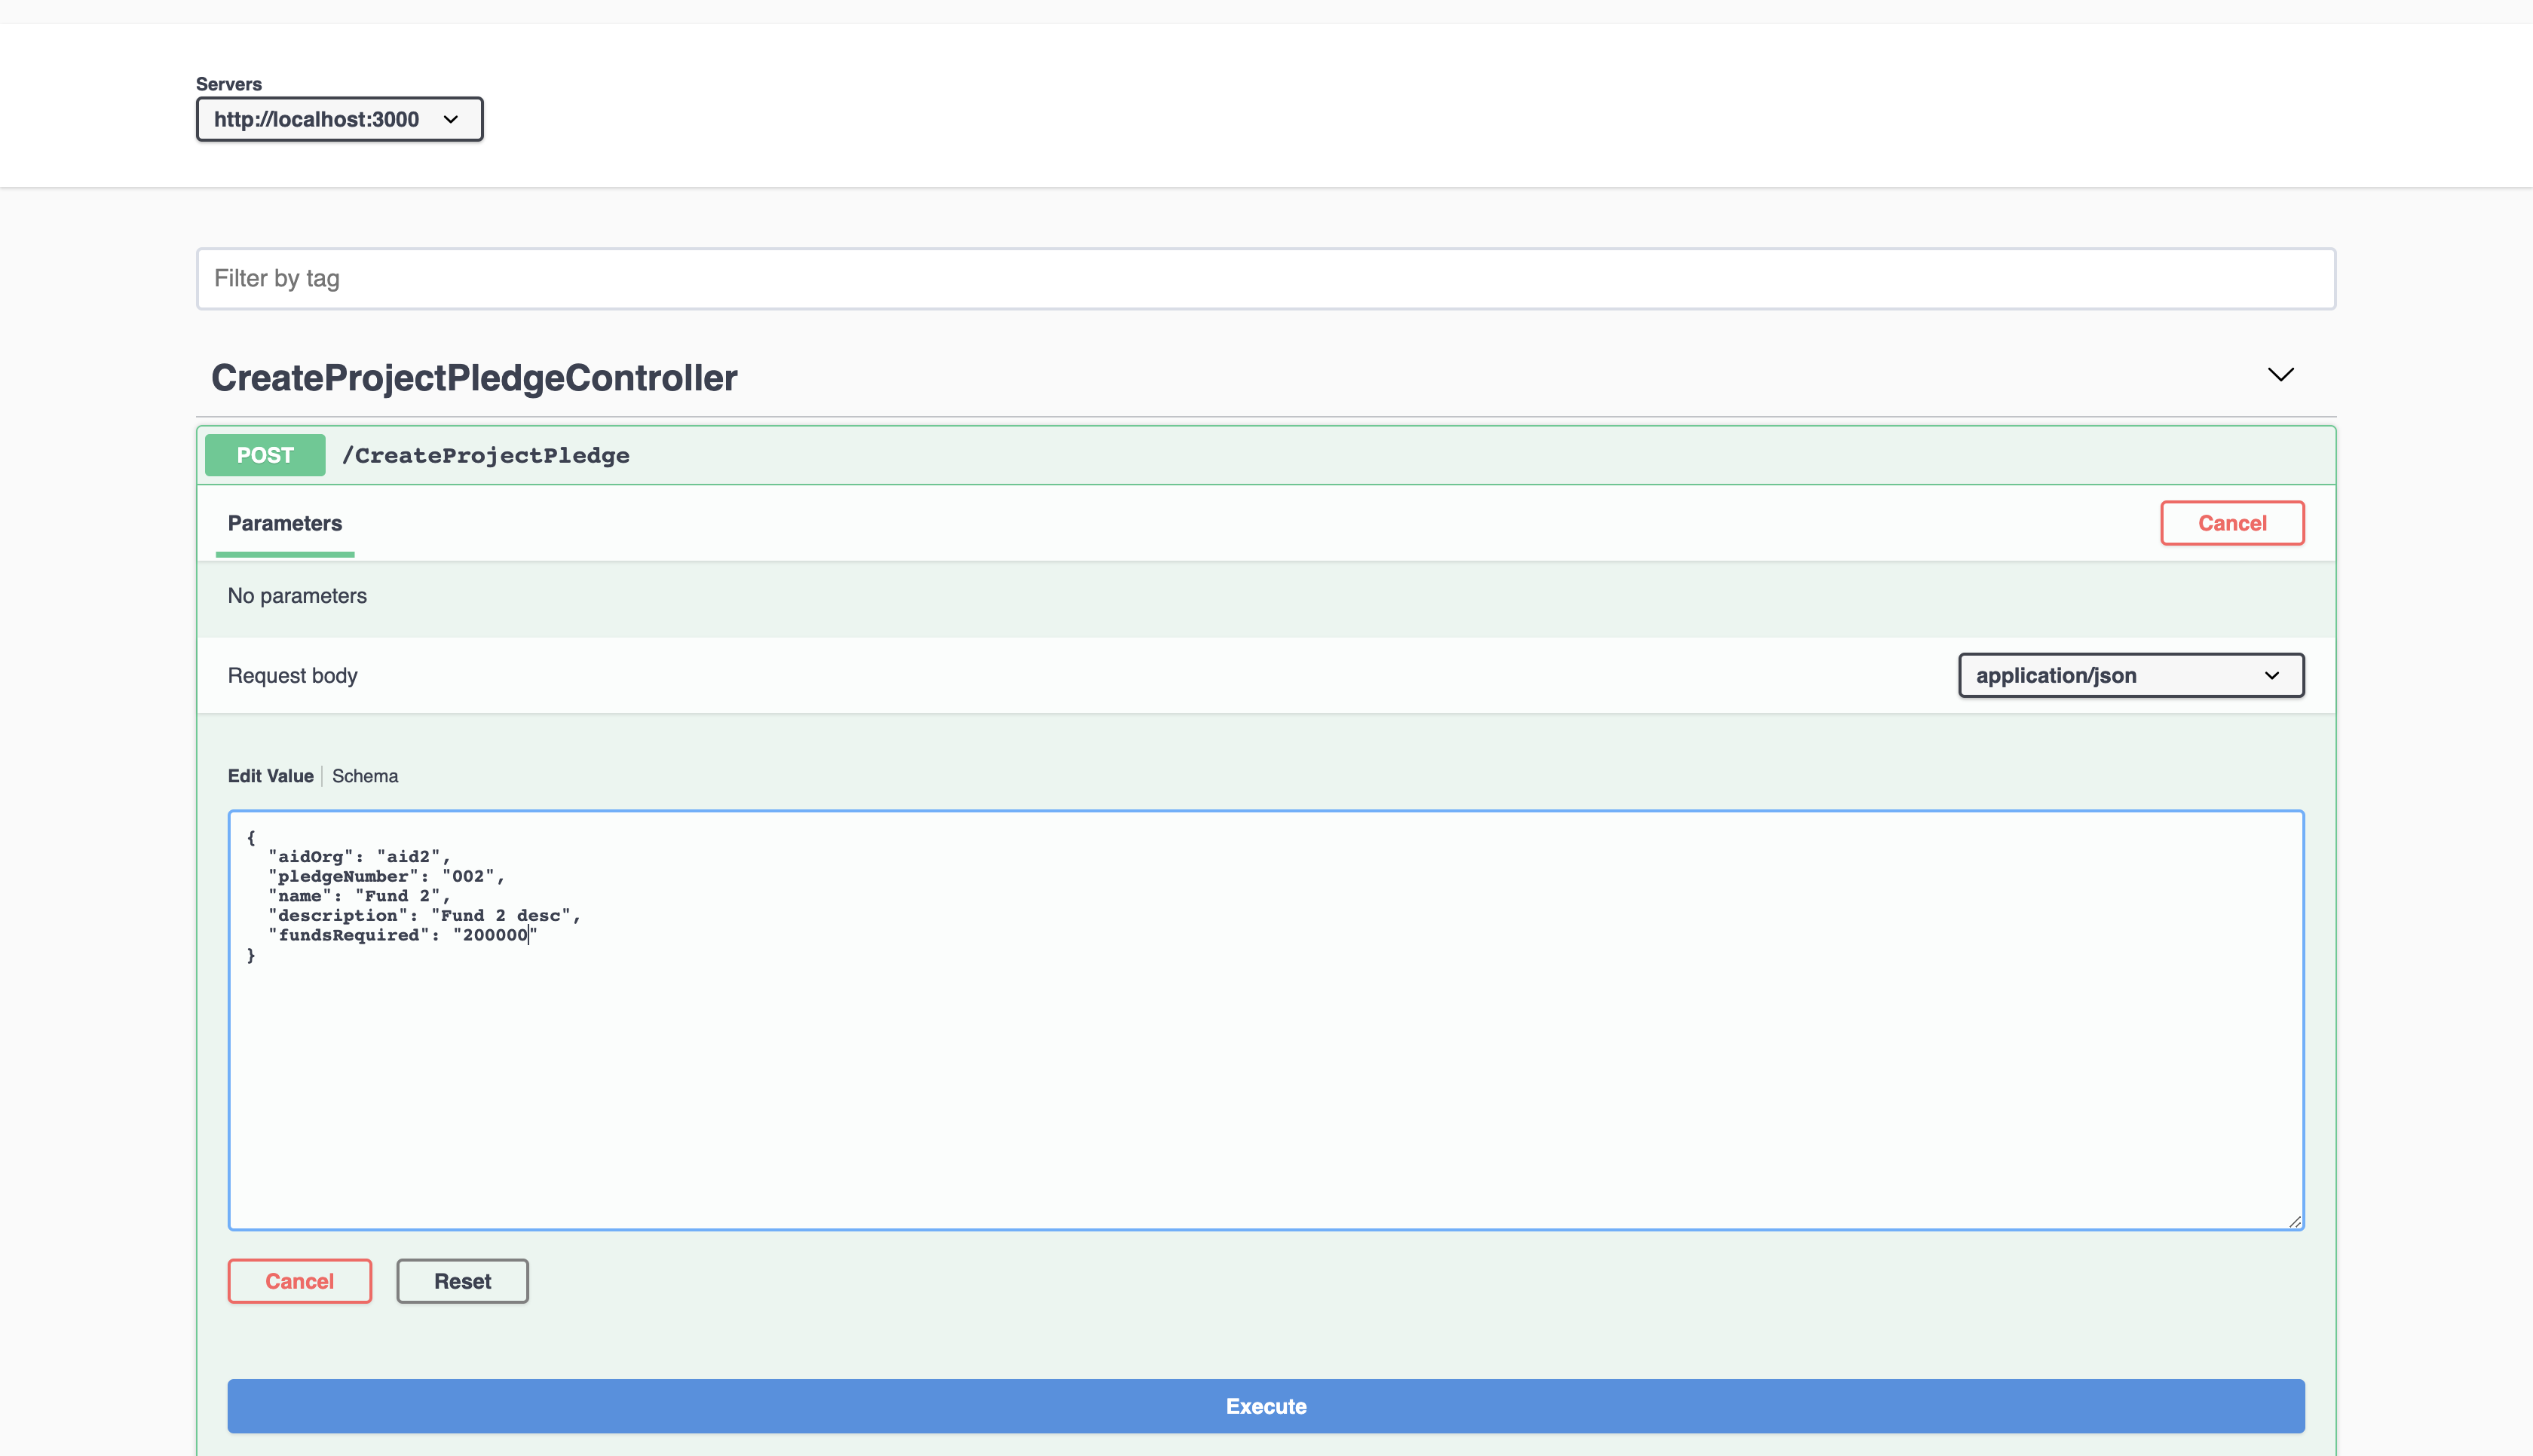 Servers
http://localhost:3000
Filter by tag
CreateProjectPledgeController
POST /CreateProjectPledge
Parameters
Cancel
No parameters
Request body
application/json
Edit Value
Schema
{
"aidOrg": "aid2",
"pledgeNumber": "002",
"name": "Fund 2",
"description": "Fund 2 desc",
"fundsRequired": "200000"
}
Cancel
Reset
Execute